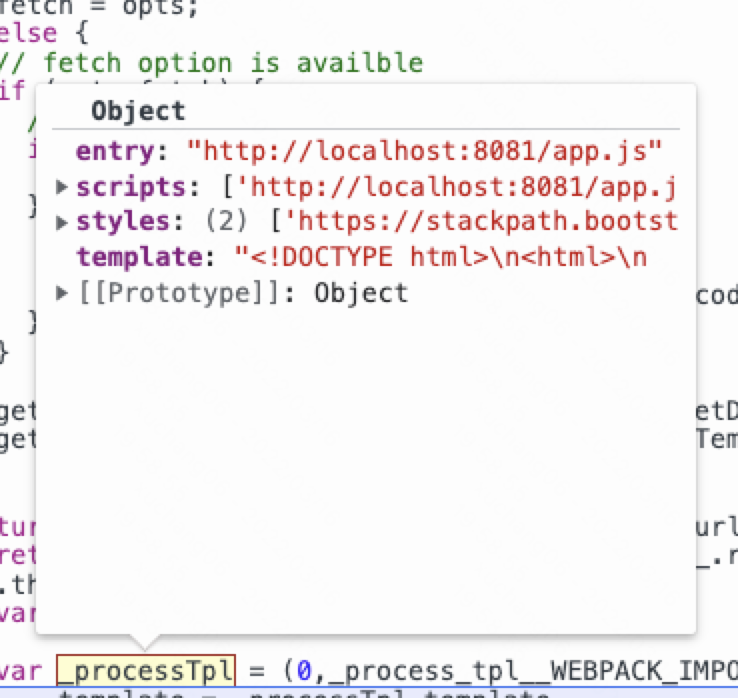 fetch = opts;
else {
// fetch option is availble
if
Object
entry: "http://localhost:8081/app.js"
scripts: ['http://localhost:8081/app.j
styles: (2) ['https://stackpath.bootst
template: "<!DOCTYPE html>\n<html>\n
[[Prototype]]: Object
cod
}
}
get etD
get Tem
tur url
ret _.r
.th
var
var _processTpl = (0,_process_tpl__WEBPACK_IMPO
template = _processTpl.template